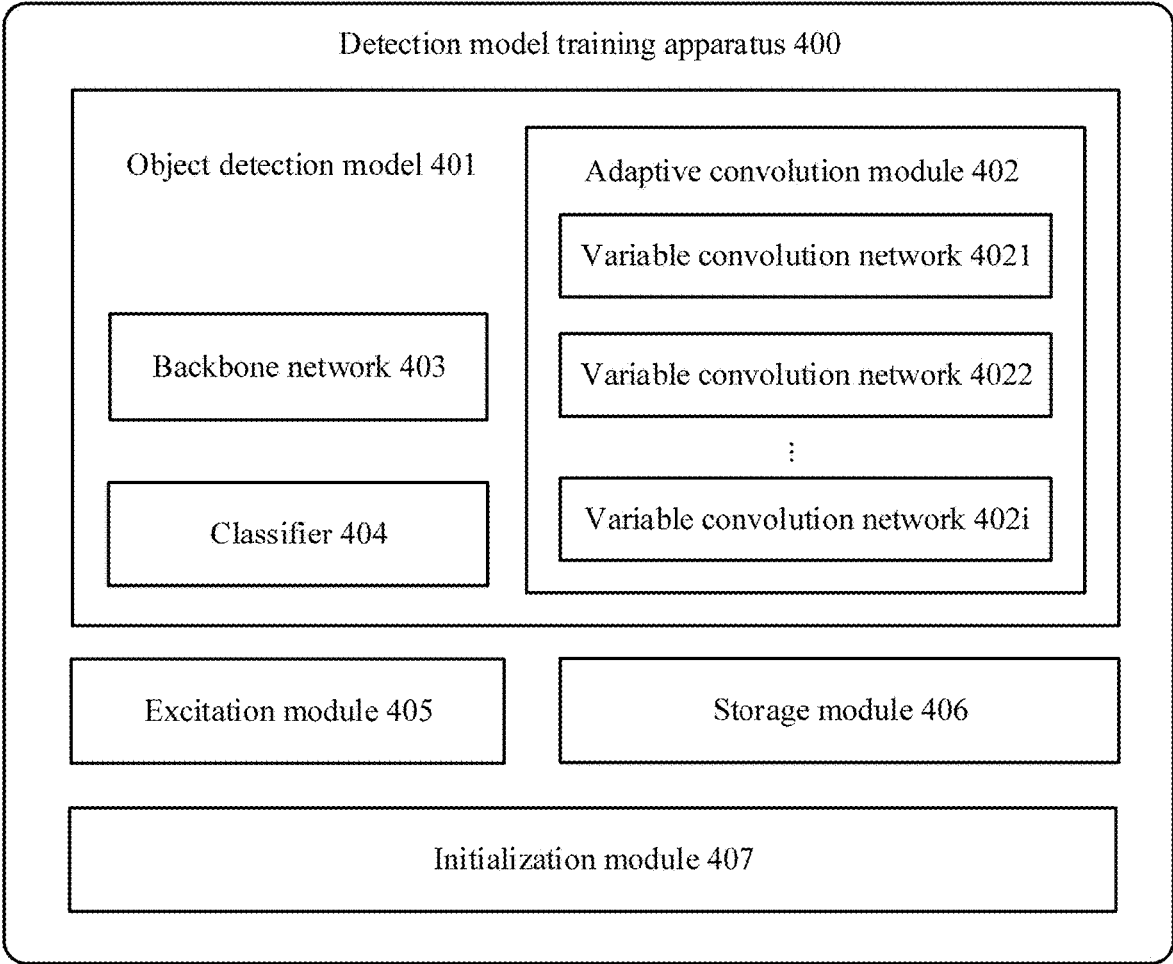 Detection model training apparatus 400
Object detection model 401
Backbone network 403
Classifier 404
Adaptive convolution module 402
Variable convolution network 4021
Variable convolution network 4022
⋮
Variable convolution network 402i
Excitation module 405
Storage module 406
Initialization module 407